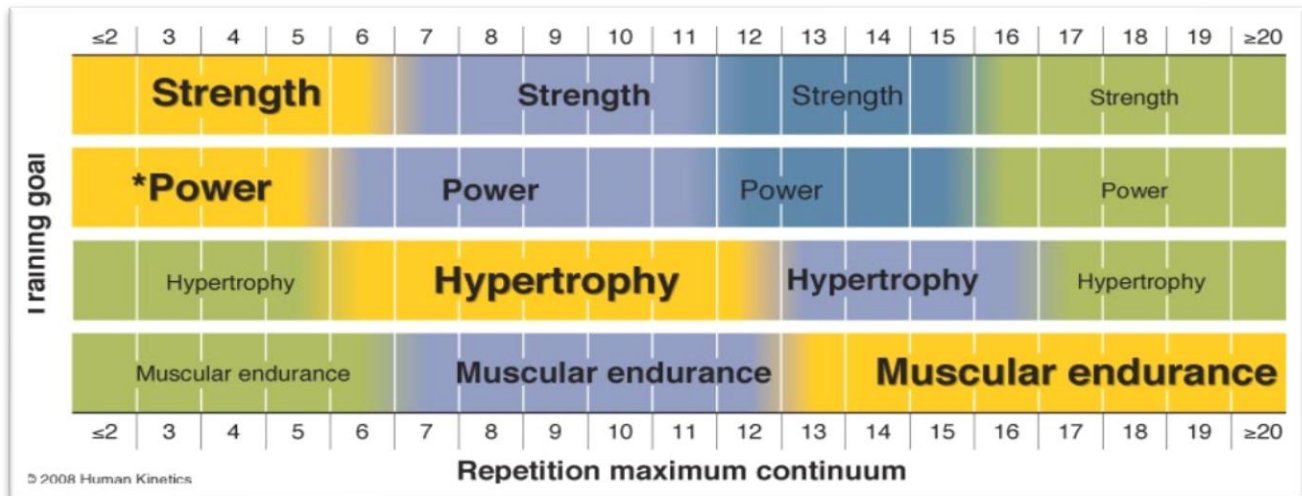 ≤2 3 4 5 6 7 8 9 10 11 12 13 14 15 16 17 18 19 ≥20
Strength Strength Strength Strength
*Power Power Power Power
Hypertrophy Hypertrophy Hypertrophy Hypertrophy
Muscular endurance Muscular endurance Muscular endurance
≤2 3 4 5 6 7 8 9 10 11 12 13 14 15 16 17 18 19 ≥20
Training goal
Repetition maximum continuum
© 2008 Human Kinetics